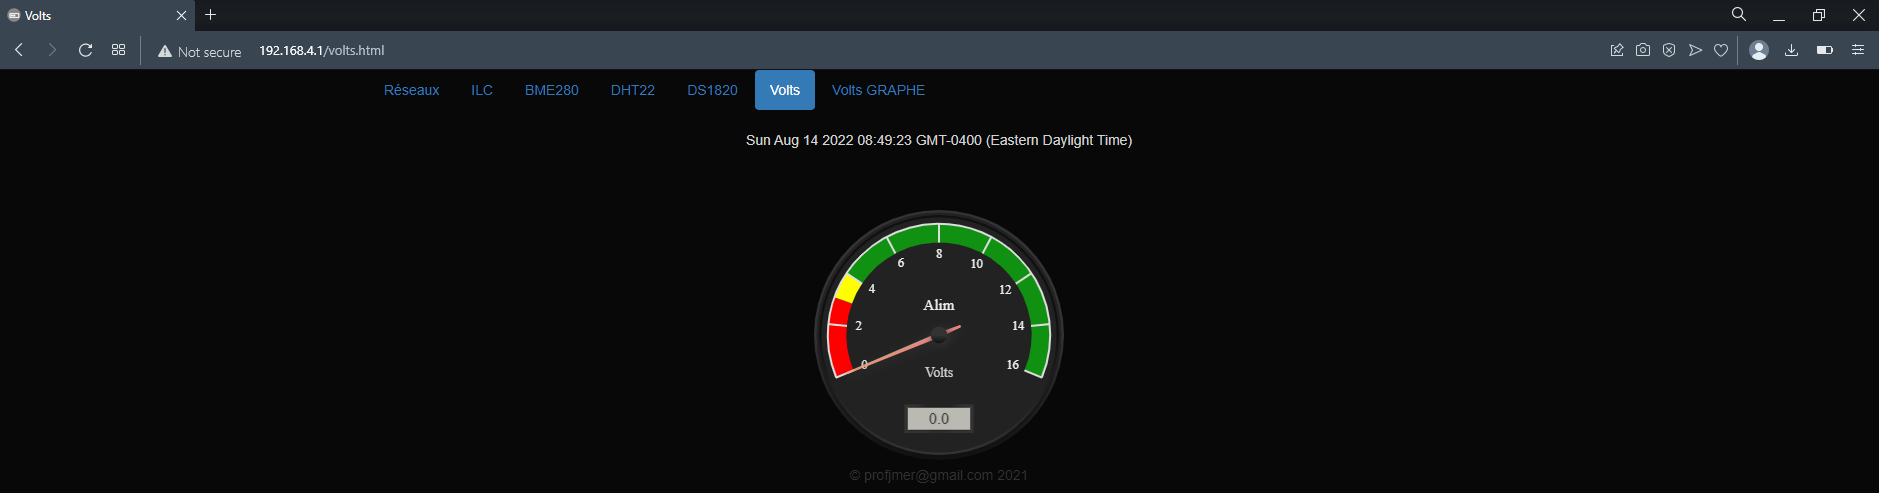 Volts
Not secure 192.168.4.1/volts.html
Réseaux ILC BME280 DHT22 DS1820 Volts Volts GRAPHE
Sun Aug 14 2022 08:49:23 GMT-0400 (Eastern Daylight Time)
0 2 4 6 8 10 12 14 16
Alim
Volts
0.0
© profjmer@gmail.com 2021